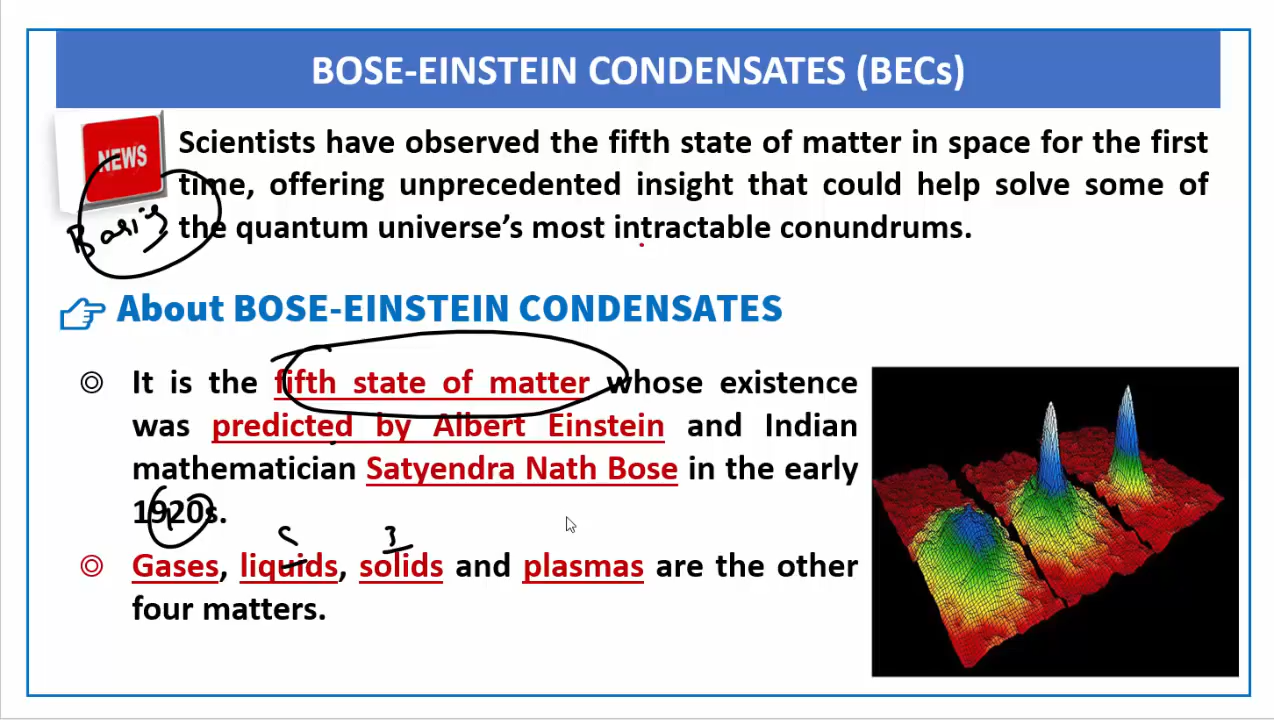 BOSE-EINSTEIN CONDENSATES (BECs)
NEWS
Scientists have observed the fifth state of matter in space for the first
time, offering unprecedented insight that could help solve some of
the quantum universe's most intractable conundrums.
About BOSE-EINSTEIN CONDENSATES
It is the fifth state of matter whose existence
was predicted by Albert Einstein and Indian
mathematician Satyendra Nath Bose in the early
1920s.
Gases, liquids, solids and plasmas are the other
four matters.